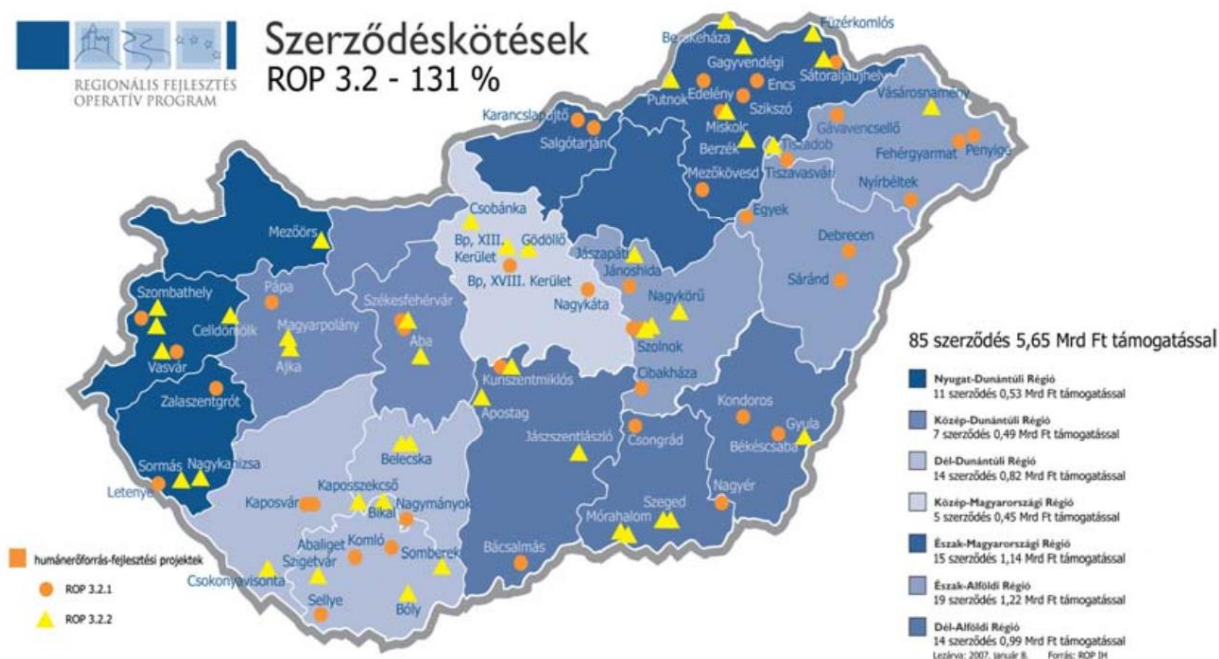 REGIONÁLIS FEJLESZTÉS
OPERATÍV PROGRAM
Szerződéskötések
ROP 3.2 - 131 %
Füzérkomlós
Bereikeháza
Gagyvendégi
Sátoraljaújhely
Edelény
Encs
Putnok
Szikszó
Vásárosnamény
Karancslapujtő
Miskolc
Gávavencsellő
Salgótarján
Berzék
Tiszadob
Fehérgyarmat
Penyige
Mezőkövesd
Tiszavasvári
Nyírbéltek
Csobánka
Egyek
Mezőörs
Bp, XIII.
Kerület
Gödöllő
Jászapáti
Debrecen
Jánoshida
Bp, XVIII. Kerület
Sáránd
Pápa
Nagykáta
Szombathely
Székesfehérvár
Nagykörű
Celldömölk
Magyarpolány
Aba
Szolnok
Vasvár
Ajka
Kunszentmiklós
Cibakháza
Zalaszentgrót
Apostag
Kondoros
Gyula
Csongrád
Békéscsaba
Jászszentlászló
Belecska
Sormás
Nagykanizsa
Letenye
Kaposszekcső
Kaposvár
Nagymányok
Nagyér
Szeged
Bikal
Mórahalom
Abaliget
Komló
Somberek
Szigetvár
Bácsalmás
Csokonyavisonta
Sellye
Bóly
humánerőforrás-fejlesztési projektek
ROP 3.2.1
ROP 3.2.2
85 szerződés 5,65 Mrd Ft támogatással
Nyugat-Dunántúli Régió
11 szerződés 0,53 Mrd Ft támogatással
Közép-Dunántúli Régió
7 szerződés 0,49 Mrd Ft támogatással
Dél-Dunántúli Régió
14 szerződés 0,82 Mrd Ft támogatással
Közép-Magyarországi Régió
5 szerződés 0,45 Mrd Ft támogatással
Észak-Magyarországi Régió
15 szerződés 1,14 Mrd Ft támogatással
Észak-Alföldi Régió
19 szerződés 1,22 Mrd Ft támogatással
Dél-Alföldi Régió
14 szerződés 0,99 Mrd Ft támogatással
Lezárva: 2007. január 8. Forrás: ROP IH